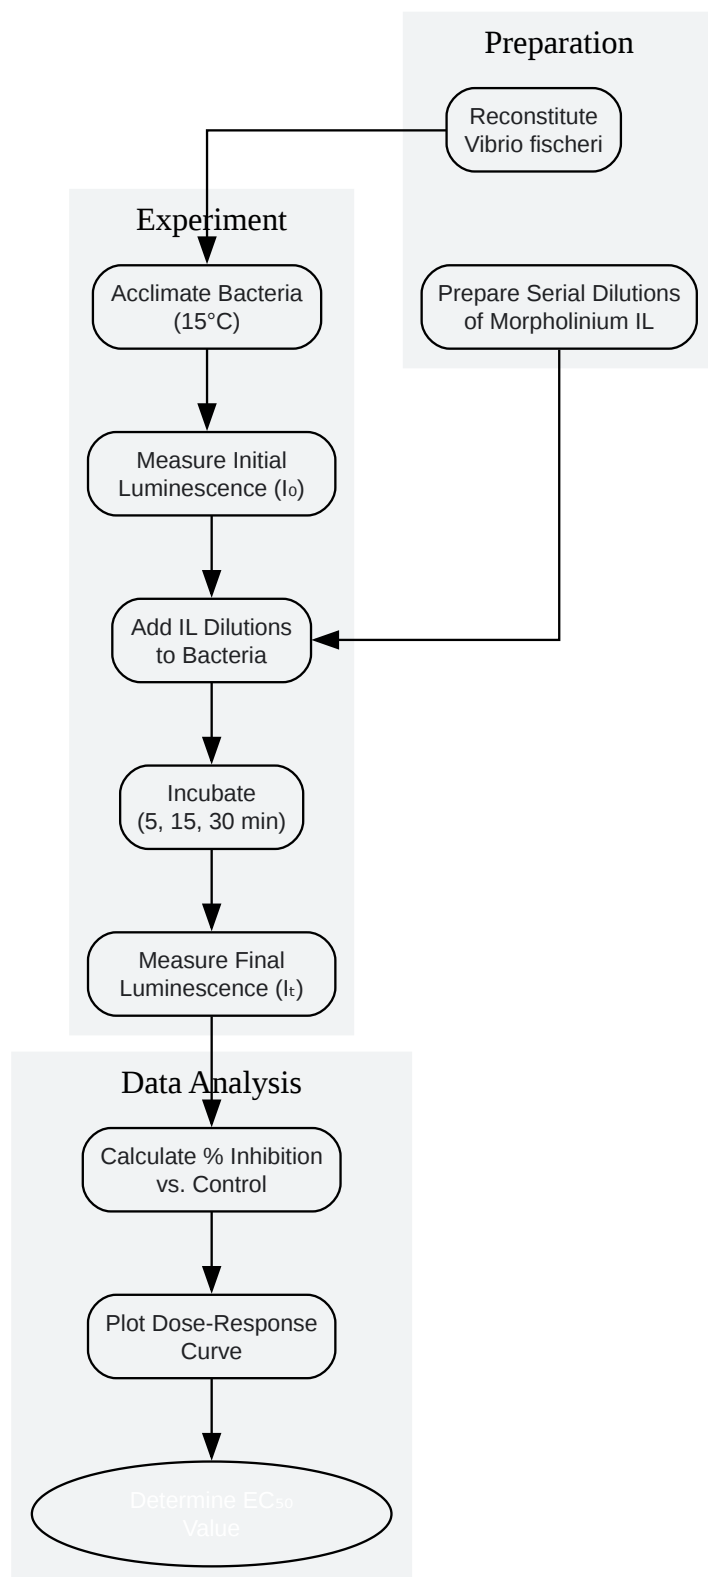 Preparation
Reconstitute
Vibrio fischeri
Prepare Serial Dilutions
of Morpholinium IL
Experiment
Acclimate Bacteria
(15°C)
Measure Initial
Luminescence (I₀)
Add IL Dilutions
to Bacteria
Incubate
(5, 15, 30 min)
Measure Final
Luminescence (Iₜ)
Data Analysis
Calculate % Inhibition
vs. Control
Plot Dose-Response
Curve
Determine EC₅₀
Value